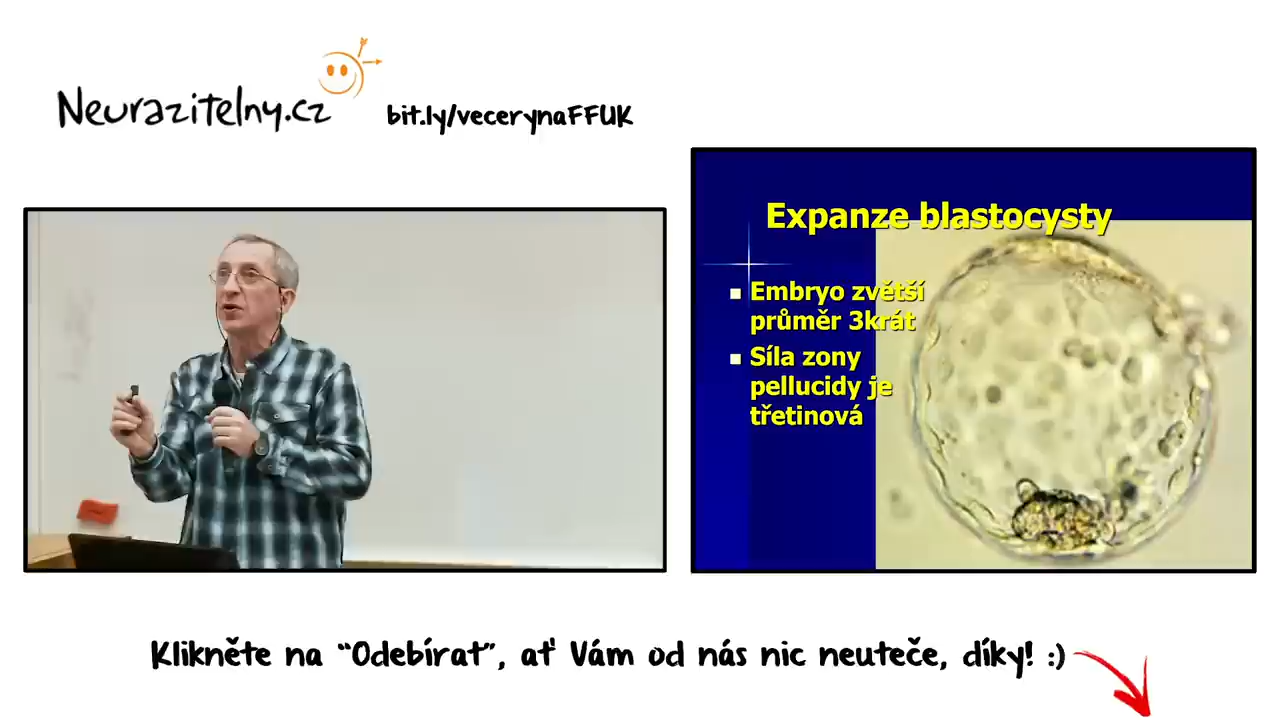 Neurazitelny.cz
bit.ly/vecerynaFFUK
Expanze blastocysty
Embryo zvětší
průměr 3krát
Síla zony
pellucidy je
třetinová
Klikněte na “Odebírat”, ať Vám od nás nic neuteče, díky! :)